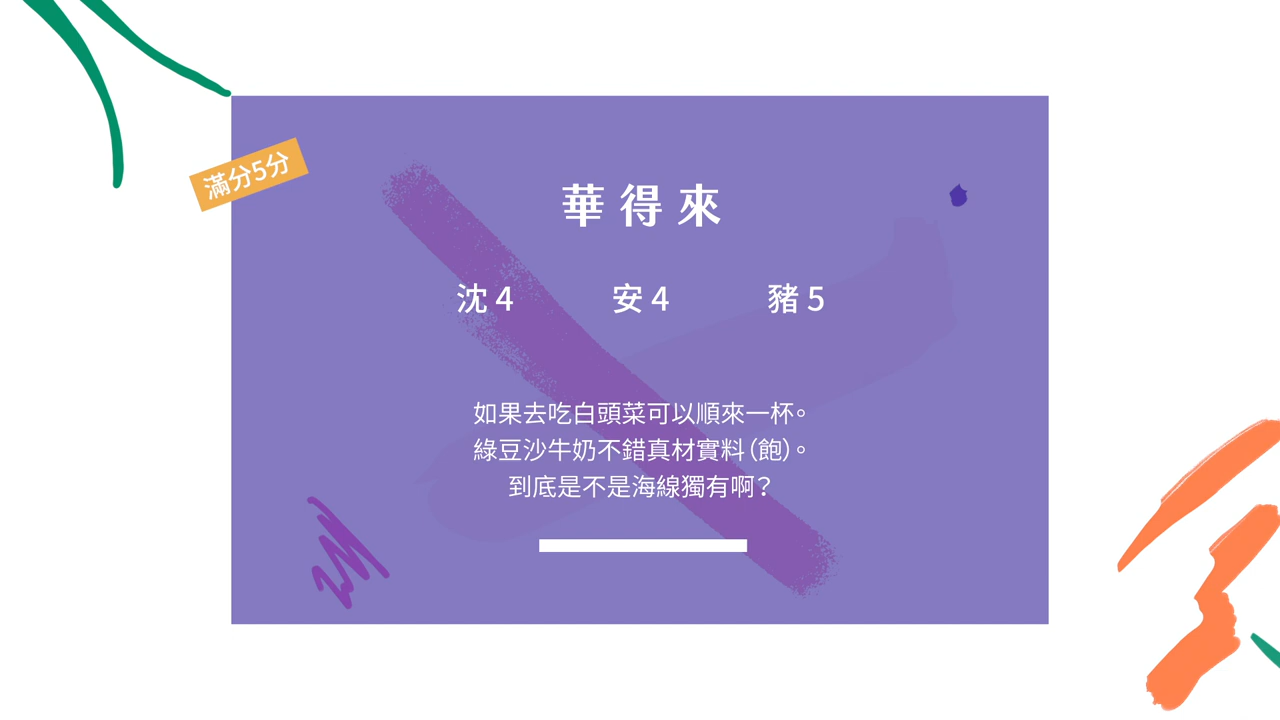 滿分5分
華得來
沈4 安4 豬5
如果去吃白頭菜可以順來一杯。
綠豆沙牛奶不錯真材實料(飽)。
到底是不是海線獨有啊？